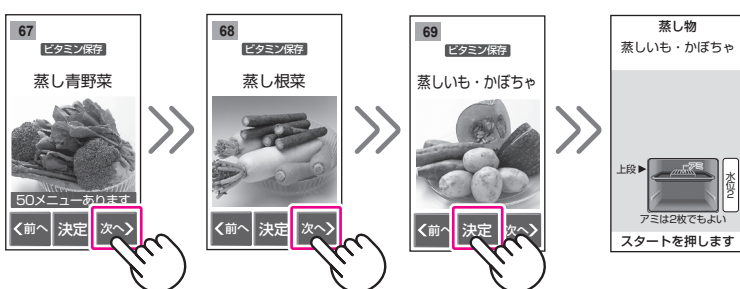 67
ビタミン保存
蒸し青野菜
50メニューあります
前へ 決定 次へ
68
ビタミン保存
蒸し根菜
前へ 決定 次へ
69
ビタミン保存
蒸しいも・かぼちゃ
前へ 決定 次へ
蒸し物
蒸しいも・かぼちゃ
上段▶
アミ
水位2
アミは2枚でもよい
スタートを押します